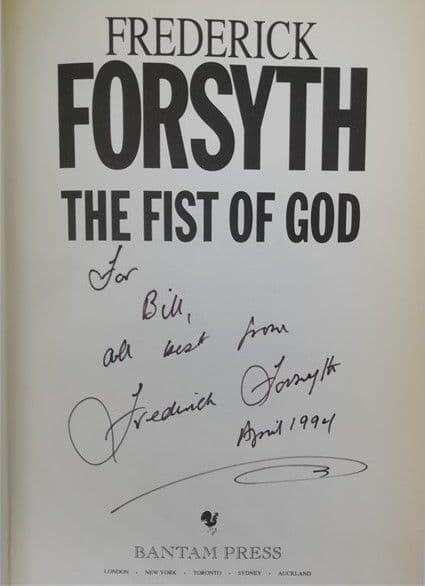 FREDERICK
FORSYTH
THE FIST OF GOD
For
Bill,
all best from
Frederick Forsyth
April 1994
BANTAM PRESS
LONDON · NEW YORK · TORONTO · SYDNEY · AUCKLAND